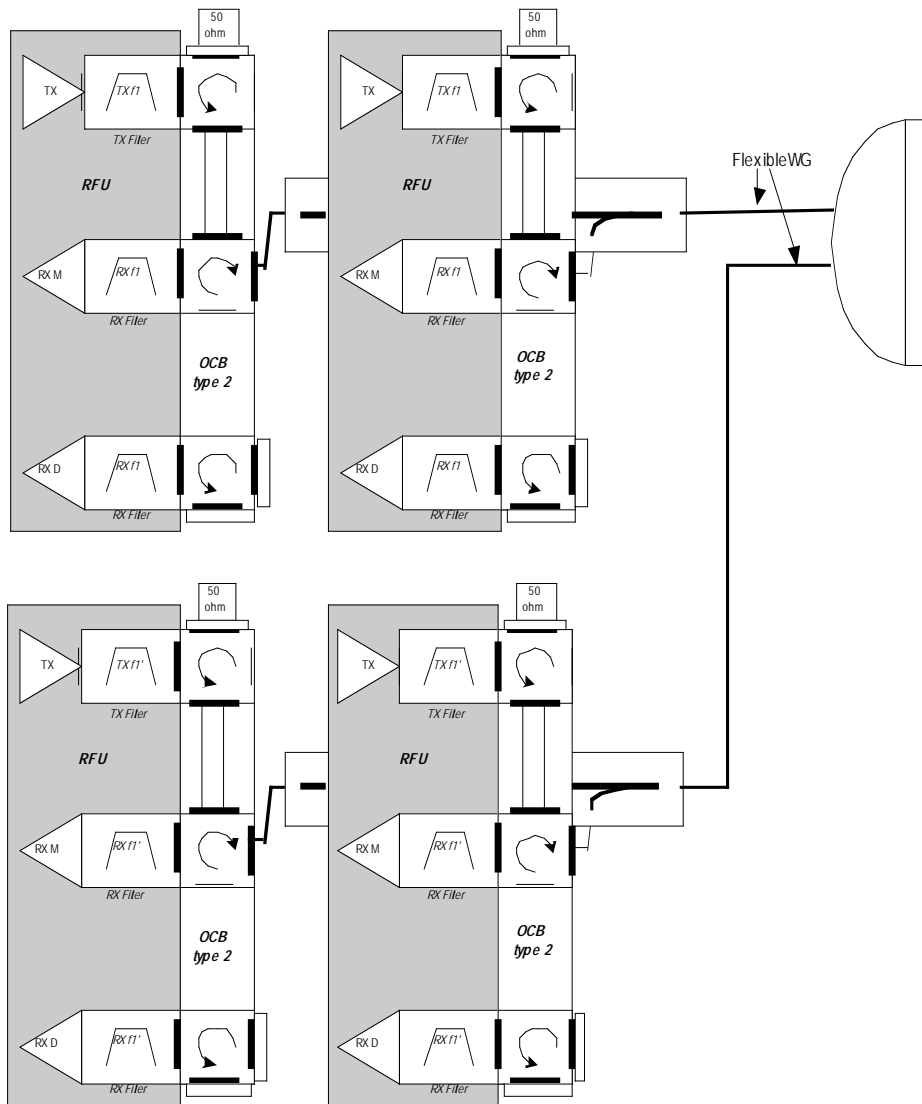 50
ohm
50
ohm
TX
TX f1
TX
TX f1
TX Filter
TX Filter
FlexibleWG
RFU
RFU
RX M
RX f1
RX M
RX f1
RX Filter
RX Filter
OCB
type 2
OCB
type 2
RX D
RX f1
RX D
RX f1
RX Filter
RX Filter
50
ohm
50
ohm
TX
TX f1'
TX
TX f1'
TX Filter
TX Filter
RFU
RFU
RX M
RX f1'
RX M
RX f1'
RX Filter
RX Filter
OCB
type 2
OCB
type 2
RX D
RX f1'
RX D
RX f1'
RX Filter
RX Filter